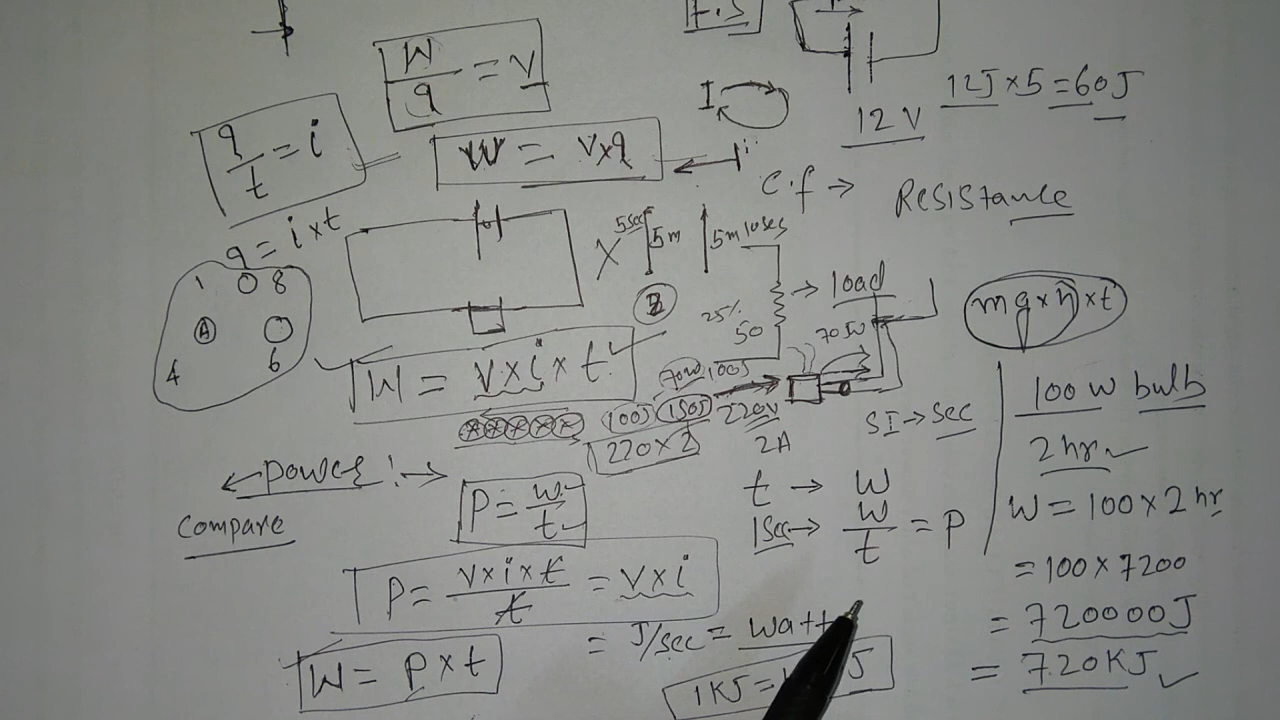 W/q = V
12J×5=60J
I
12 V
q/t = i
W = V×q
i
C.f → Resistance
q = i×t
5sec 5m 5m 10sec
1 8
A
4 6
→ load
25%
50
70W
mg×h×t
W = V×i×t
100J 150J 220V
220×2
2A
SI→sec
100 W bulb
2 hr
←Power!→
P = W/t
t → W
1sec → W/t = P
W = 100×2 hr
Compare
= 100×7200
P = V×i×t/t = V×i
= 720000J
= J/sec = Watt
= 720KJ
W = P×t
1KJ = J